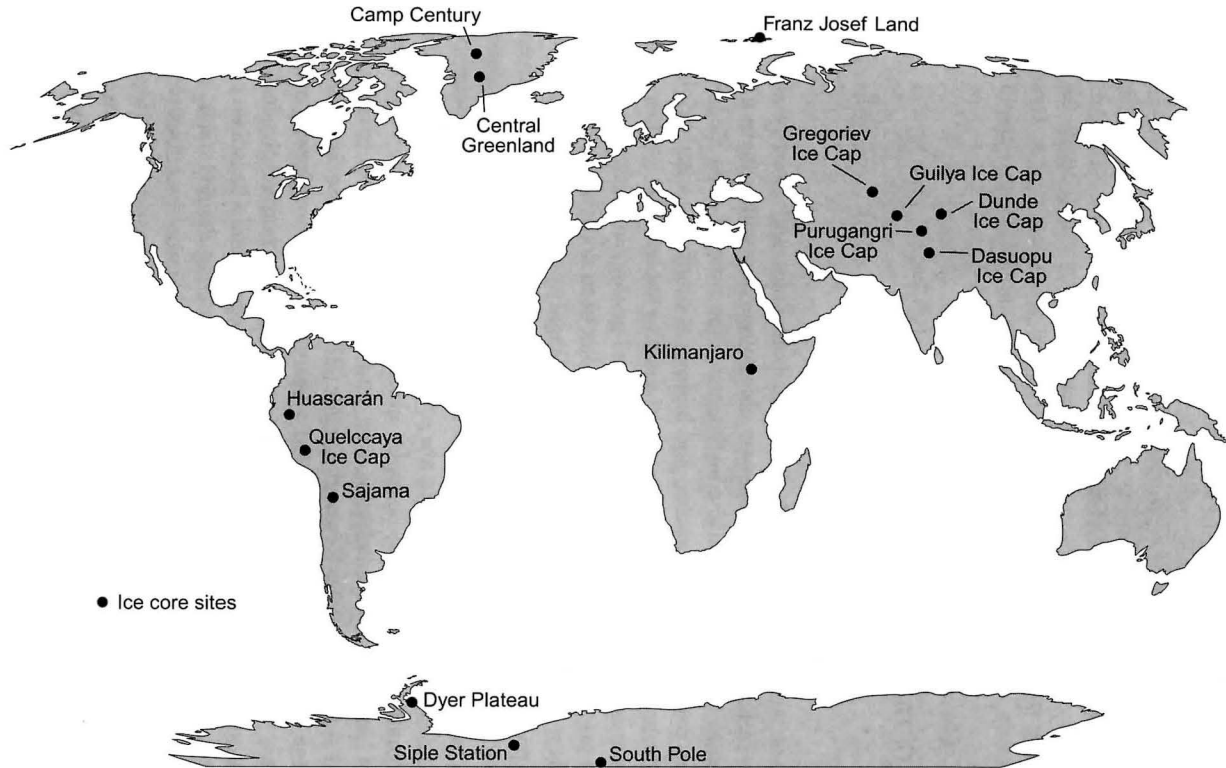 Camp Century
Franz Josef Land
Central
Greenland
Gregoriev
Ice Cap
Guilya Ice Cap
Dunde
Ice Cap
Purugangri
Ice Cap
Dasuopu
Ice Cap
Kilimanjaro
Huascarán
Quelccaya
Ice Cap
Sajama
Ice core sites
Dyer Plateau
Siple Station
South Pole